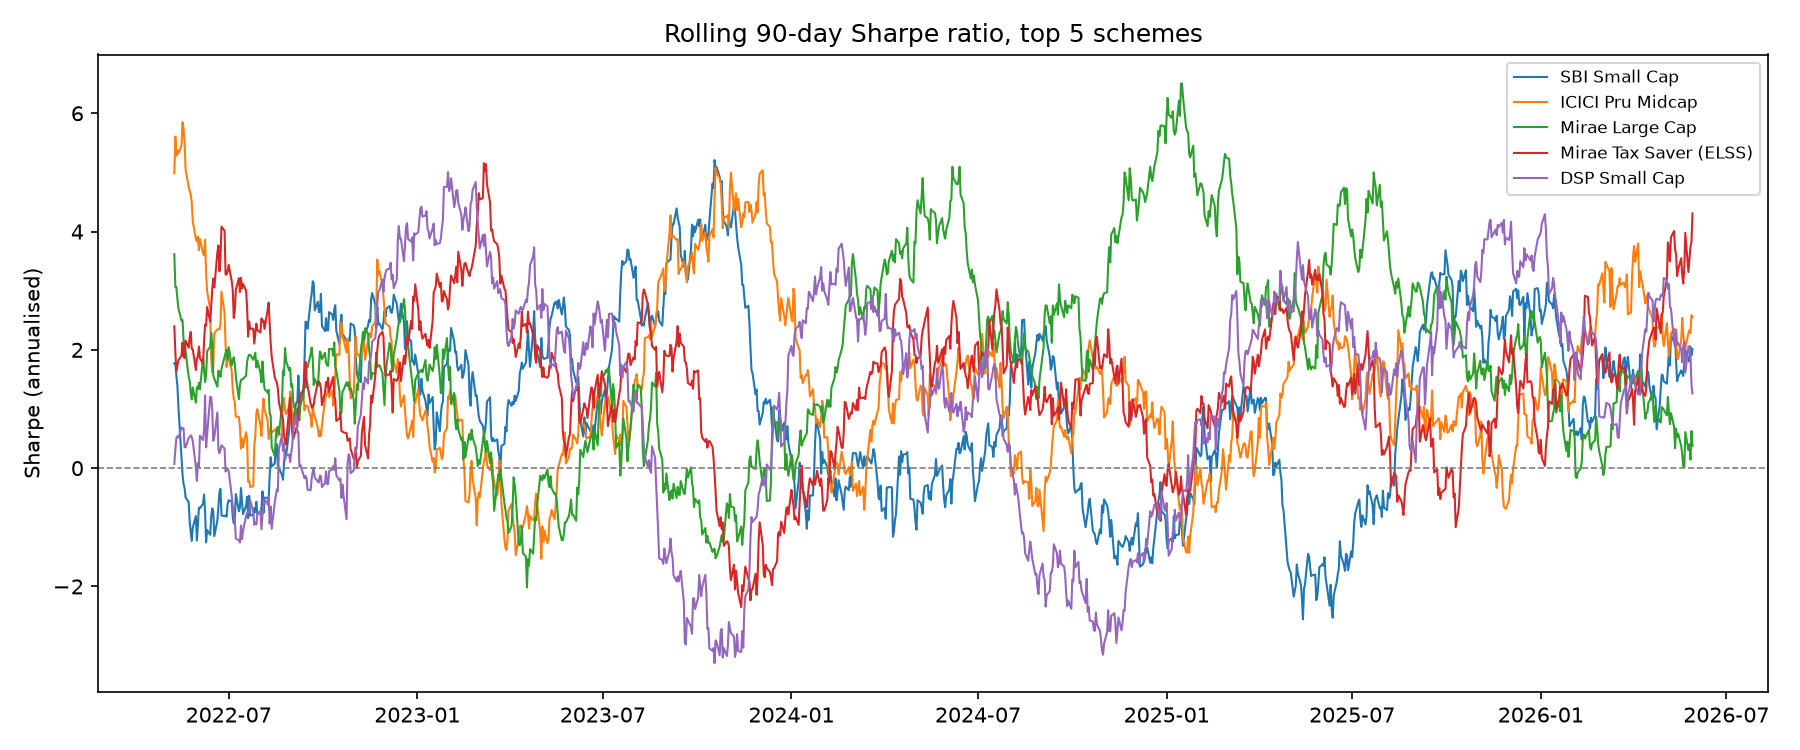 Rolling 90-day Sharpe ratio, top 5 schemes
SBI Small Cap
ICICI Pru Midcap
Mirae Large Cap
Mirae Tax Saver (ELSS)
DSP Small Cap
Sharpe (annualised)
6
4
2
0
−2
2022-07
2023-01
2023-07
2024-01
2024-07
2025-01
2025-07
2026-01
2026-07